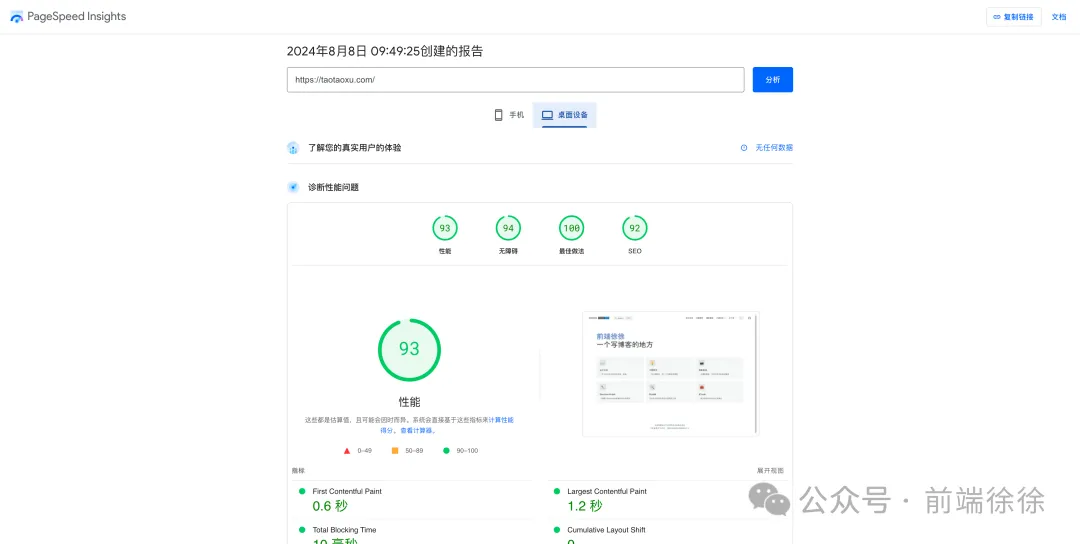 PageSpeed Insights
复制链接
文档
2024年8月8日 09:49:25创建的报告
https://taotaoxu.com/
分析
手机
桌面设备
了解您的真实用户的体验
无任何数据
诊断性能问题
93
94
100
92
性能
无障碍
最佳做法
SEO
93
性能
这些都是估算值，且可能会因时而异。系统会直接基于这些指标来计算性能
得分。查看计算器。
0–49
50–89
90–100
前端徐徐
一个写博客的地方
指标
展开视图
First Contentful Paint
0.6 秒
Largest Contentful Paint
1.2 秒
Total Blocking Time
10 毫秒
Cumulative Layout Shift
0
公众号 · 前端徐徐